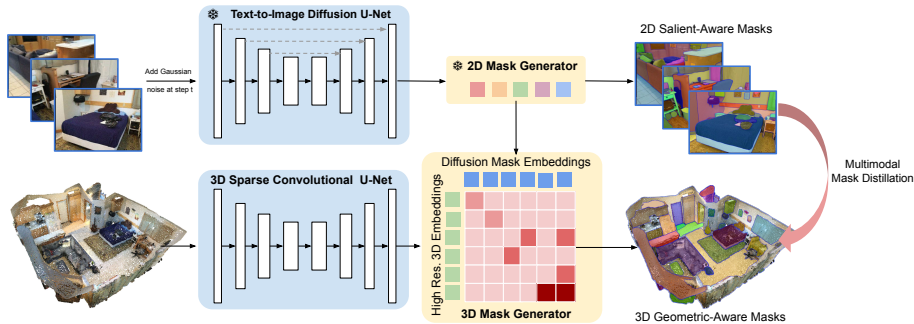 Text-to-Image Diffusion U-Net
2D Salient-Aware Masks
Add Gaussian
noise at step t
2D Mask Generator
Diffusion Mask Embeddings
3D Sparse Convolutional U-Net
High Res. 3D Embeddings
Multimodal
Mask Distillation
3D Mask Generator
3D Geometric-Aware Masks